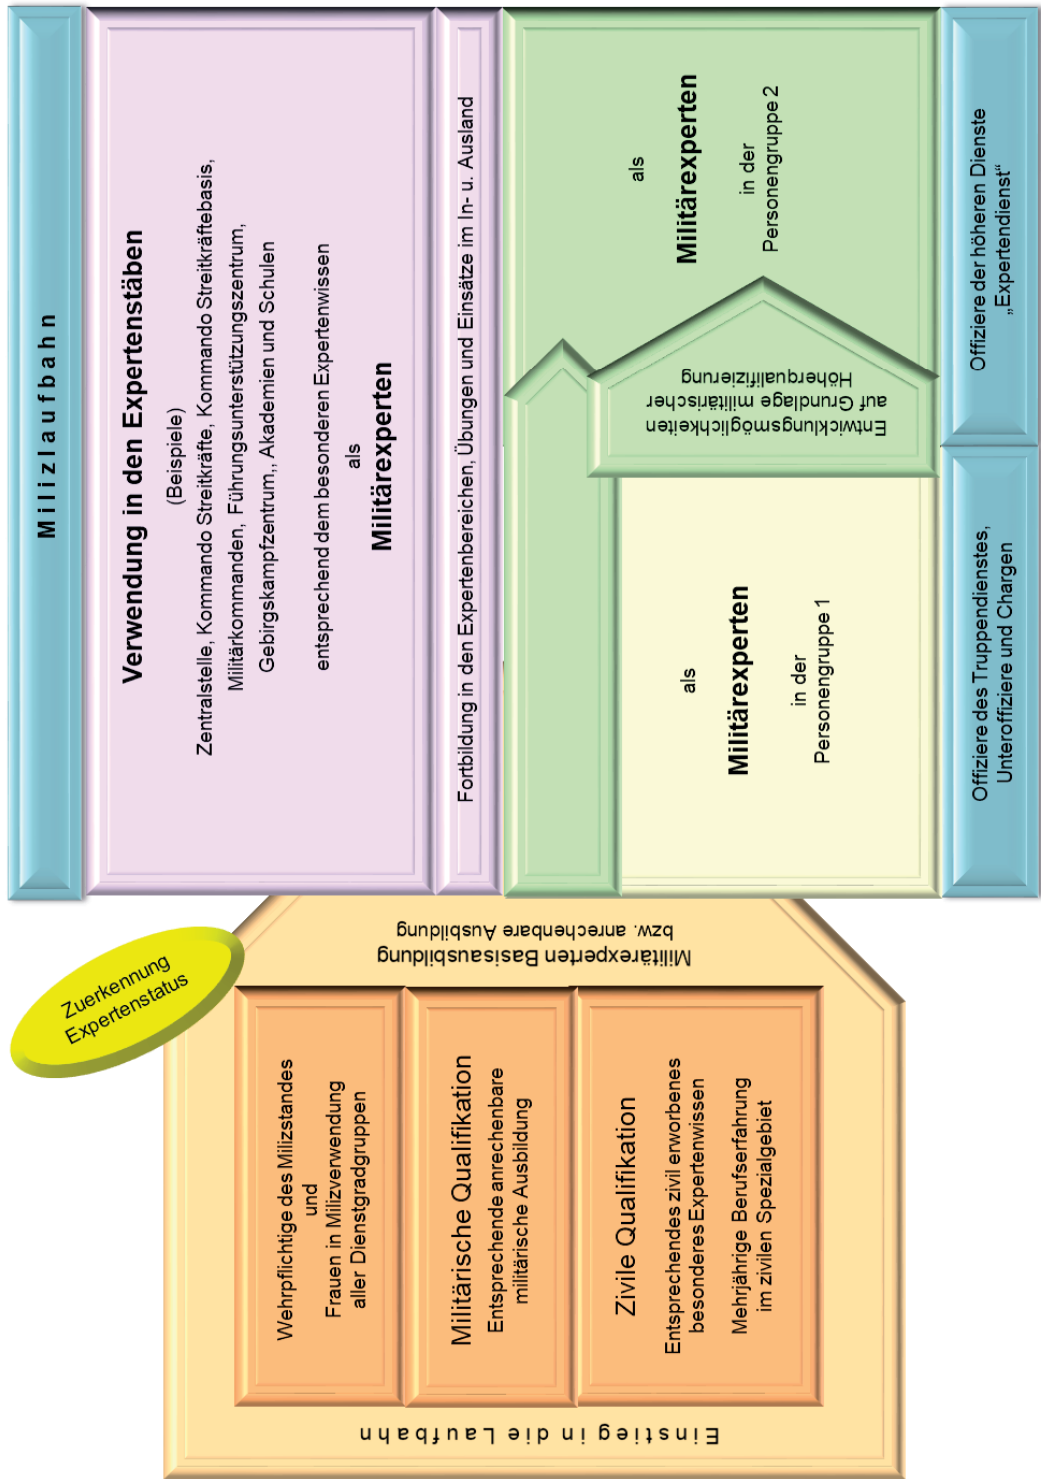 Einstieg in die Laufbahn
Wehrpflichtige des Milizstandes
und
Frauen in Milizverwendung
aller Dienstgradgruppen
Militärische Qualifikation
Entsprechende anrechenbare
militärische Ausbildung
Zivile Qualifikation
Entsprechendes zivil erworbenes
besonderes Expertenwissen
Mehrjährige Berufserfahrung
im zivilen Spezialgebiet
Militärexperten Basisausbildung
bzw. anrechenbare Ausbildung
Zuerkennung
Expertenstatus
Milizlaufbahn
Verwendung in den Expertenstäben
(Beispiele)
Zentralstelle, Kommando Streitkräfte, Kommando Streitkräftebasis,
Militärkommanden, Führungsunterstützungszentrum,
Gebirgskampfzentrum,, Akademien und Schulen
entsprechend dem besonderen Expertenwissen
als
Militärexperten
Fortbildung in den Expertenbereichen, Übungen und Einsätze im In- u. Ausland
als
Militärexperten
in der
Personengruppe 1
Entwicklungsmöglichkeiten
auf Grundlage militärischer
Höherqualifizierung
als
Militärexperten
in der
Personengruppe 2
Offiziere des Truppendienstes,
Unteroffiziere und Chargen
Offiziere der höheren Dienste
„Expertendienst“